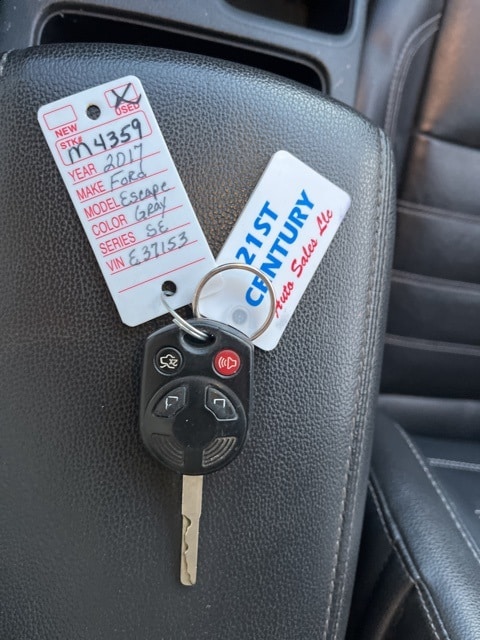 NEW
X USED
STK# M4359
YEAR 2017
MAKE Ford
MODEL Escape
COLOR Gray
SERIES SE
VIN E37153
21ST
CENTURY
Auto Sales Llc